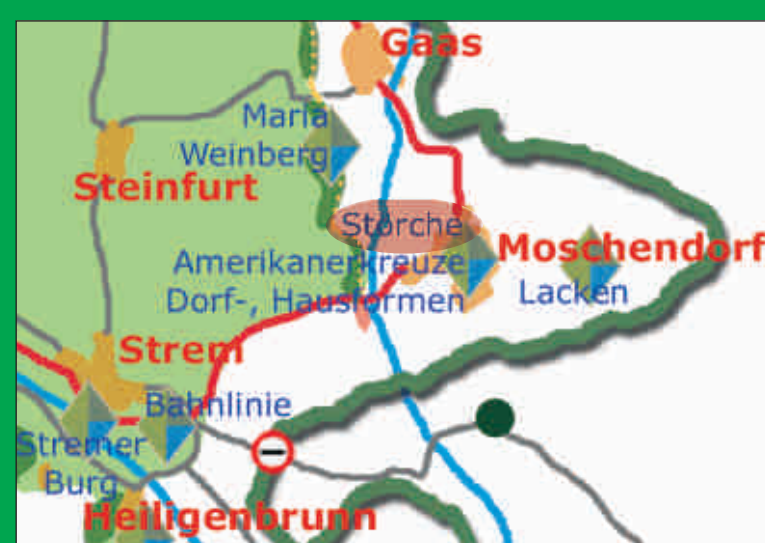 Gaas
Maria
Weinberg
Steinfurt
Störche
Moschendorf
Amerikanerkreuze
Dorf-, Hausformen
Lacken
Strem
Bahnlinie
Stremer
Burg
Heiligenbrunn